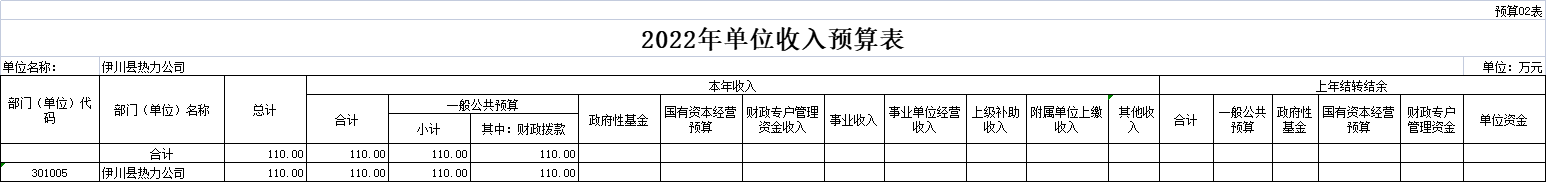 预算02表
2022年单位收入预算表
单位名称： 伊川县热力公司 单位：万元
部门（单位）代码 部门（单位）名称 总计 本年收入 上年结转结余
合计 一般公共预算 政府性基金 国有资本经营预算 财政专户管理资金收入 事业收入 事业单位经营收入 上级补助收入 附属单位上缴收入 其他收入 合计 一般公共预算 政府性基金 国有资本经营预算 财政专户管理资金 单位资金
小计 其中：财政拨款
合计 110.00 110.00 110.00 110.00
301005 伊川县热力公司 110.00 110.00 110.00 110.00